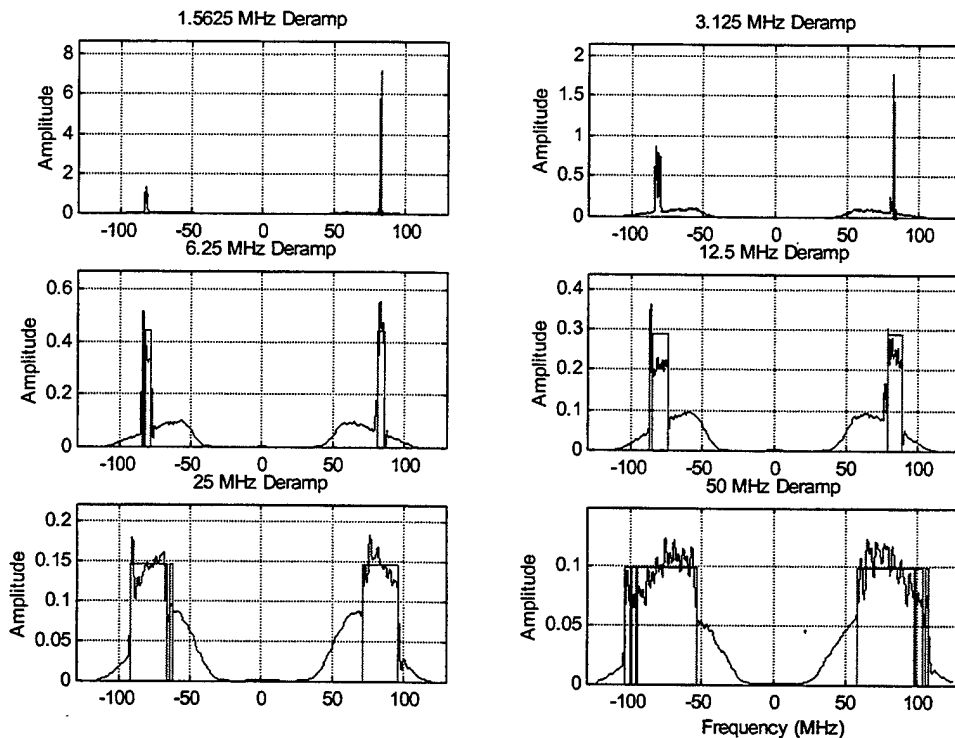 1.5625 MHz Deramp
Amplitude
8
6
4
2
0
-100 -50 0 50 100
3.125 MHz Deramp
Amplitude
2
1.5
1
0.5
0
-100 -50 0 50 100
6.25 MHz Deramp
Amplitude
0.6
0.4
0.2
0
-100 -50 0 50 100
12.5 MHz Deramp
Amplitude
0.4
0.3
0.2
0.1
0
-100 -50 0 50 100
25 MHz Deramp
Amplitude
0.2
0.15
0.1
0.05
0
-100 -50 0 50 100
50 MHz Deramp
Amplitude
0.1
0.05
0
-100 -50 0 50 100
Frequency (MHz)